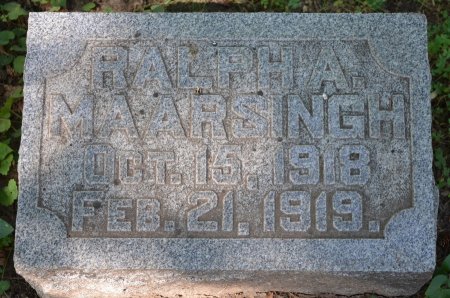 RALPH A.
MAARSINGH
OCT. 15, 1918
FEB. 21, 1919.